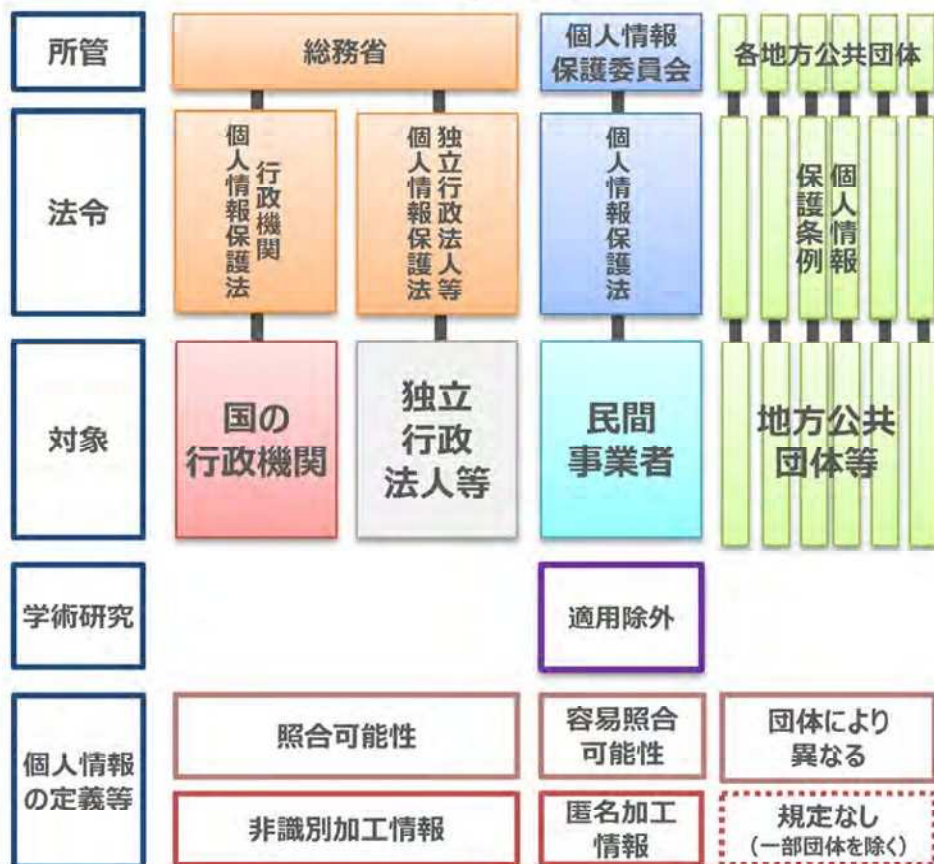 所管
総務省
個人情報
保護委員会
各地方公共団体
法令
行政機関
個人情報保護法
独立行政法人等
個人情報保護法
個人情報保護法
個人情報
保護条例
対象
国の
行政機関
独立
行政
法人等
民間
事業者
地方公共
団体等
学術研究
適用除外
個人情報
の定義等
照合可能性
容易照合
可能性
団体により
異なる
非識別加工情報
匿名加工
情報
規定なし
(一部団体を除く)